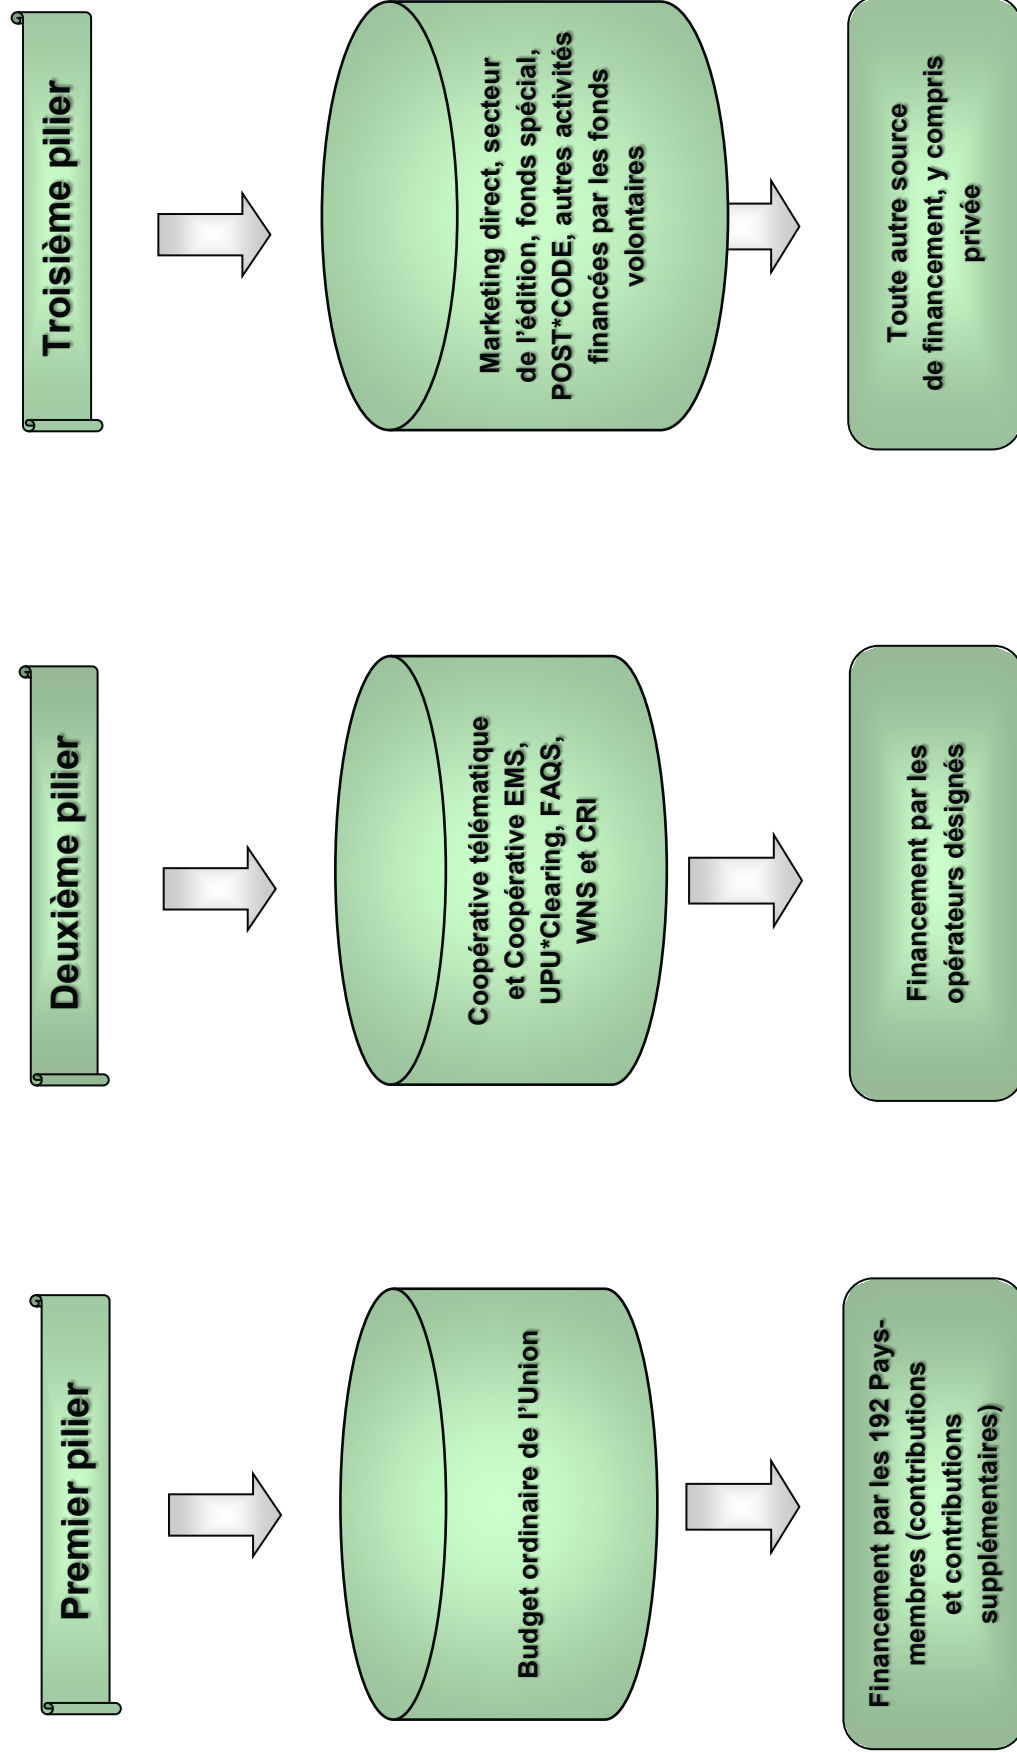 Premier pilier
Budget ordinaire de l’Union
Financement par les 192 Pays-
membres (contributions
et contributions
supplémentaires)
Deuxième pilier
Coopérative télématique
et Coopérative EMS,
UPU*Clearing, FAQS,
WNS et CRI
Financement par les
opérateurs désignés
Troisième pilier
Marketing direct, secteur
de l’édition, fonds spécial,
POST*CODE, autres activités
financées par les fonds
volontaires
Toute autre source
de financement, y compris
privée